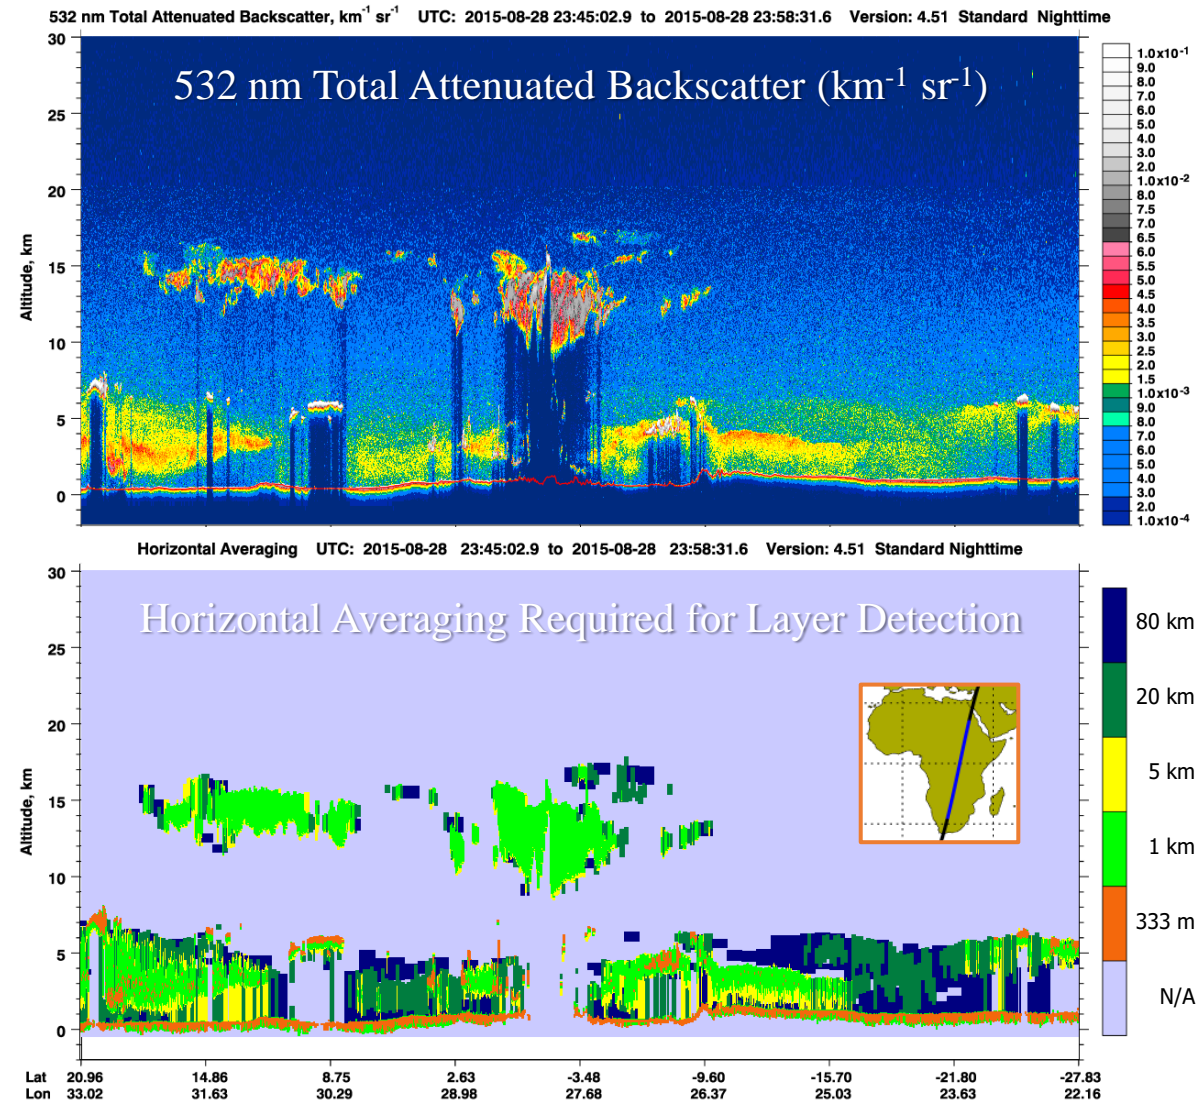 532 nm Total Attenuated Backscatter, km⁻¹ sr⁻¹ UTC: 2015-08-28 23:45:02.9 to 2015-08-28 23:58:31.6 Version: 4.51 Standard Nighttime
532 nm Total Attenuated Backscatter (km⁻¹ sr⁻¹)
Altitude, km
30
25
20
15
10
5
0
1.0x10⁻¹
9.0
8.0
7.0
6.0
5.0
4.0
3.0
2.0
1.0x10⁻²
8.0
7.5
7.0
6.5
6.0
5.5
5.0
4.5
4.0
3.5
3.0
2.5
2.0
1.5
1.0x10⁻³
9.0
8.0
7.0
6.0
5.0
4.0
3.0
2.0
1.0x10⁻⁴
Horizontal Averaging UTC: 2015-08-28 23:45:02.9 to 2015-08-28 23:58:31.6 Version: 4.51 Standard Nighttime
Horizontal Averaging Required for Layer Detection
Altitude, km
30
25
20
15
10
5
0
80 km
20 km
5 km
1 km
333 m
N/A
Lat 20.96 14.86 8.75 2.63 -3.48 -9.60 -15.70 -21.80 -27.83
Lon 33.02 31.63 30.29 28.98 27.68 26.37 25.03 23.63 22.16